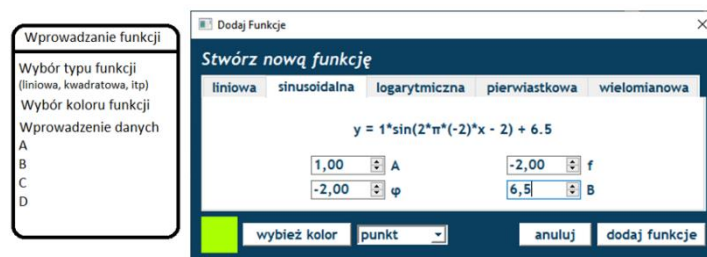 Wprowadzanie funkcji
Wybór typu funkcji
(liniowa, kwadratowa, itp)
Wybór koloru funkcji
Wprowadzenie danych
A
B
C
D
Dodaj Funkcje
Stwórz nową funkcję
liniowa sinusoidalna logarytmiczna pierwiastkowa wielomianowa
y = 1*sin(2*π*(-2)*x - 2) + 6.5
1,00 A -2,00 f
-2,00 φ 6,5 B
wybież kolor punkt anuluj dodaj funkcje